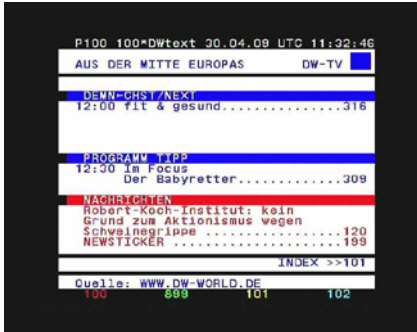 P100 100*DWtext 30.04.09 UTC 11:32:46
AUS DER MITTE EUROPAS DW-TV
DEMN-CHST/NEXT
12:00 fit & gesund..............316
PROGRAMM TIPP
12:30 Im Focus
Der Babyretter.............309
NACHRICHTEN
Robert-Koch-Institut: kein
Grund zum Aktionismus wegen
Schweinegrippe .................120
NEWSTICKER .....................199
INDEX >>101
Quelle: WWW.DW-WORLD.DE
100 899 101 102